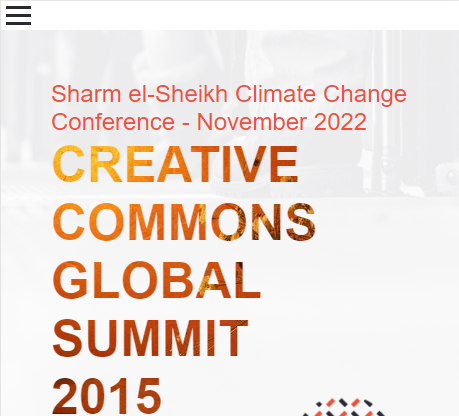 Sharm el-Sheikh Climate Change
Conference - November 2022
CREATIVE
COMMONS
GLOBAL
SUMMIT
2015